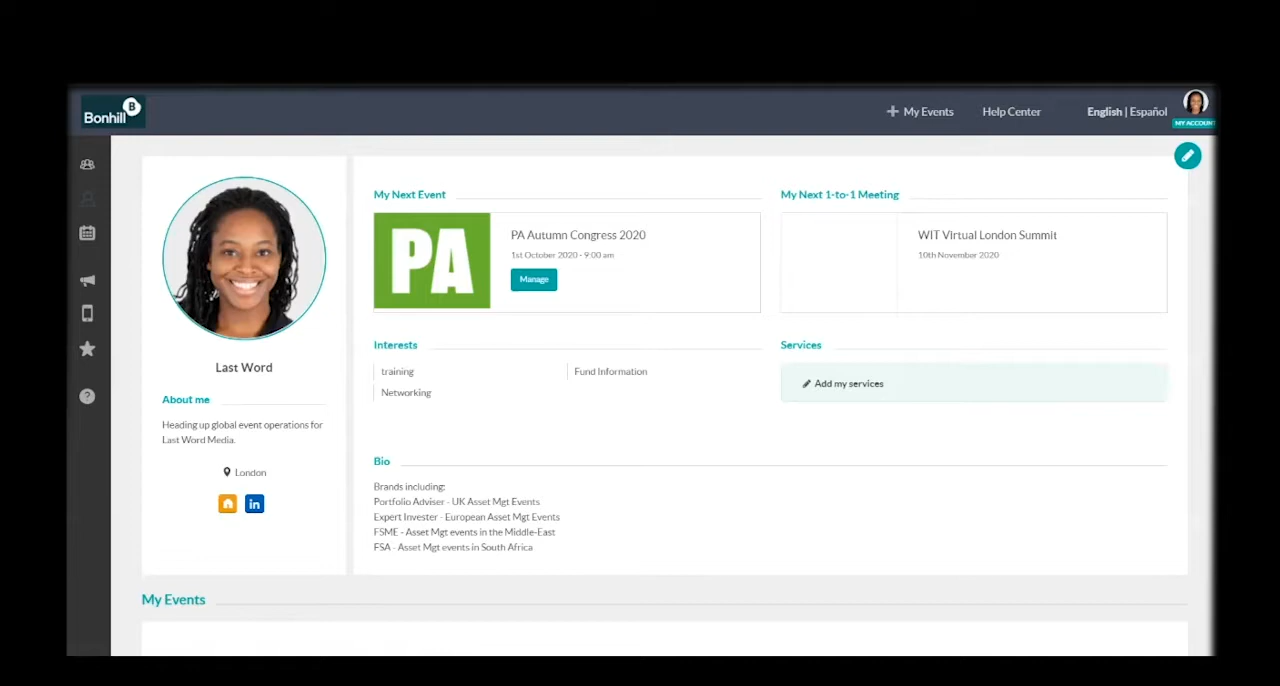 Bonhill B
My Events
Help Center
English | Español
MY ACCOUNT
Last Word
About me
Heading up global event operations for
Last Word Media.
London
in
My Next Event
PA
PA Autumn Congress 2020
1st October 2020 - 9:00 am
Manage
My Next 1-to-1 Meeting
WIT Virtual London Summit
10th November 2020
Interests
training
Fund Information
Networking
Services
Add my services
Bio
Brands including:
Portfolio Adviser - UK Asset Mgt Events
Expert Invester - European Asset Mgt Events
FSME - Asset Mgt events in the Middle-East
FSA - Asset Mgt events in South Africa
My Events